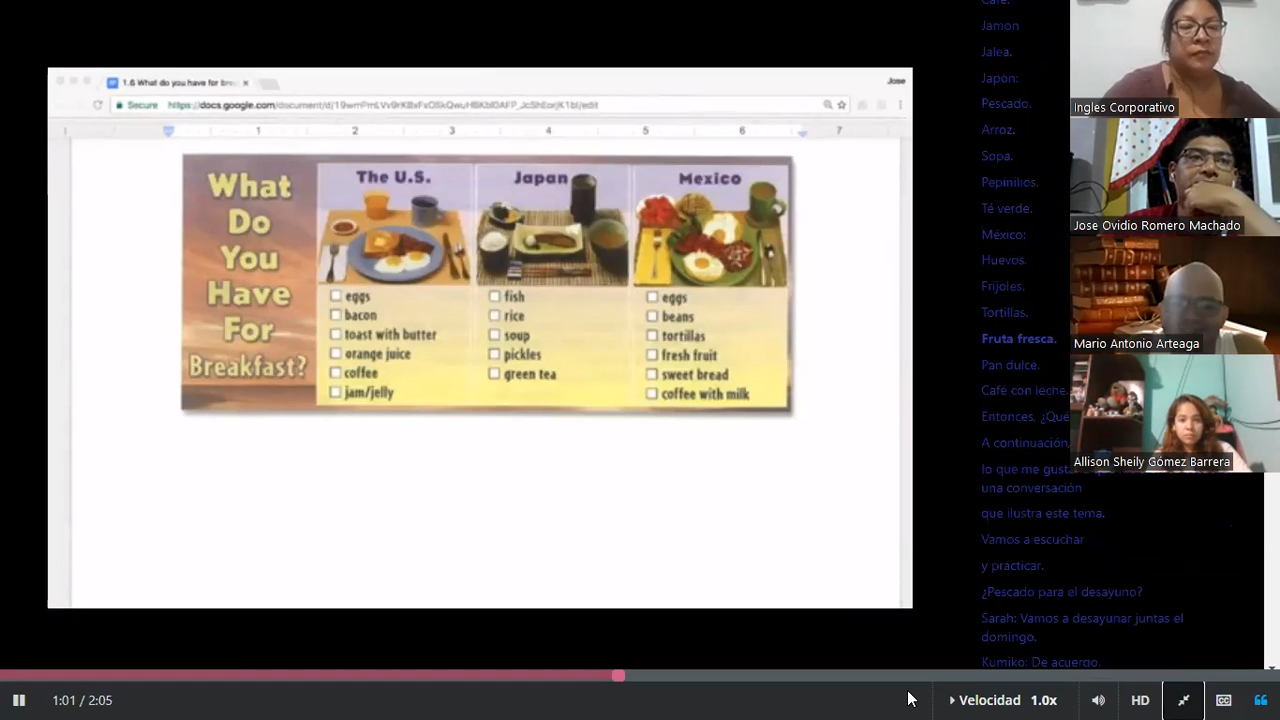 1.6 What do you have for bre
Jose
Secure
1
2
3
4
5
6
7
What
Do
You
Have
For
Breakfast?
The U.S.
eggs
bacon
toast with butter
orange juice
coffee
jam/jelly
Japan
fish
rice
soup
pickles
green tea
Mexico
eggs
beans
tortillas
fresh fruit
sweet bread
coffee with milk
Café.
Jamon
Jalea.
Japon:
Pescado.
Arroz.
Sopa.
Pepinillos.
Té verde.
México:
Huevos.
Frijoles.
Tortillas.
Fruta fresca.
Pan dulce.
Café con leche.
Entonces, ¿Qué
A continuación,
lo que me gust
una conversación
que ilustra este tema.
Vamos a escuchar
y practicar.
¿Pescado para el desayuno?
Sarah: Vamos a desayunar juntas el
domingo.
Kumiko: De acuerdo.
Ingles Corporativo
Jose Ovidio Romero Machado
Mario Antonio Arteaga
Allison Sheily Gómez Barrera
1:01 / 2:05
Velocidad 1.0x
HD
CC